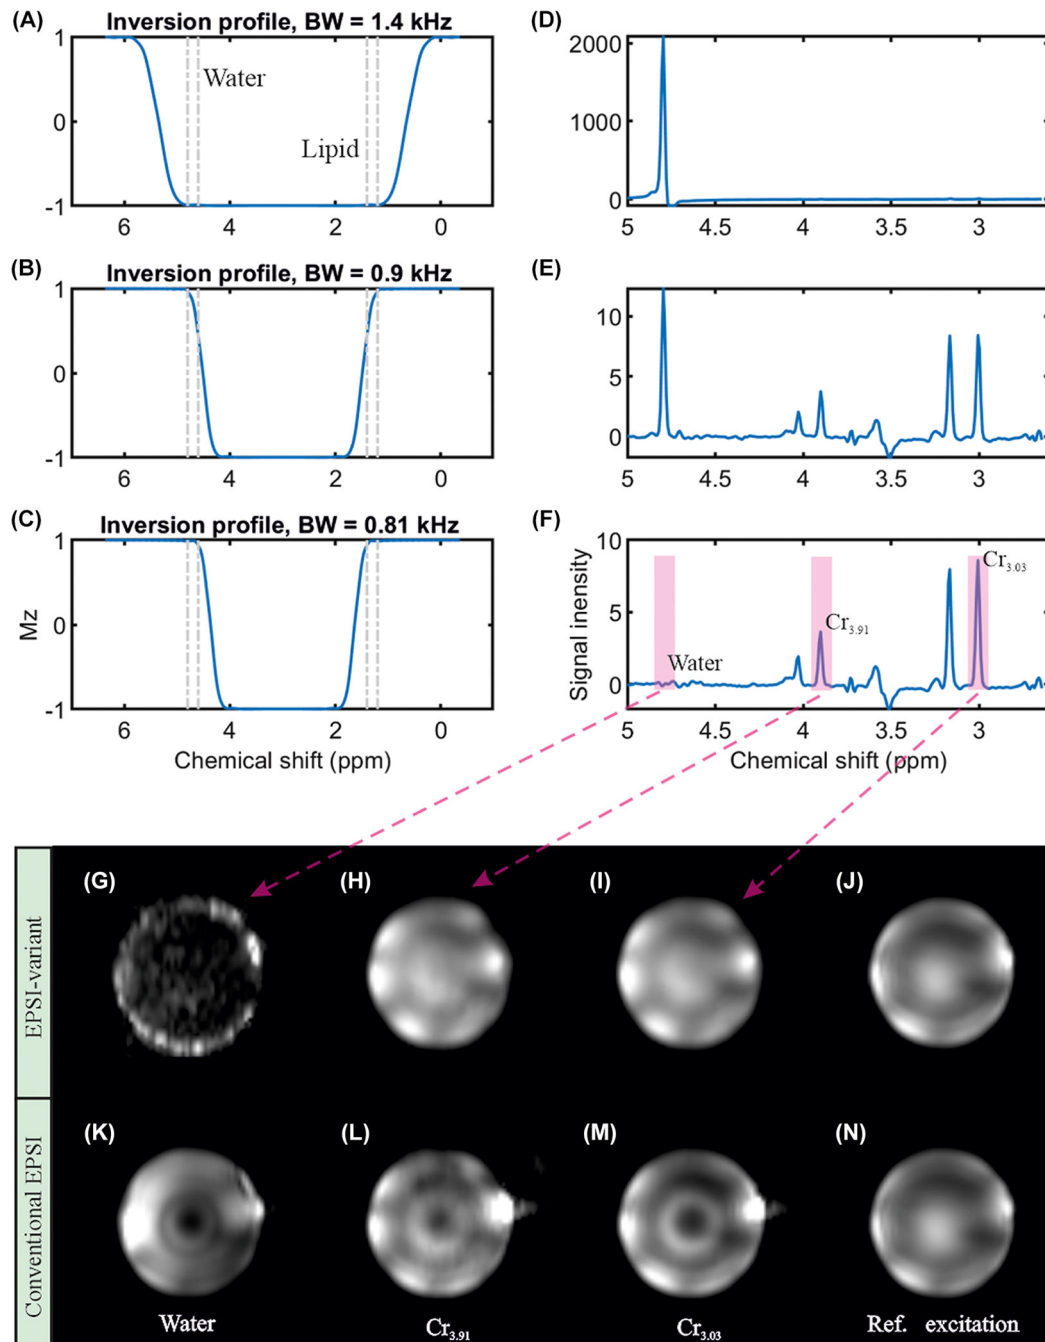 (A) Inversion profile, BW = 1.4 kHz
1
0
-1
Water
Lipid
6 4 2 0
(D)
2000
1000
0
5 4.5 4 3.5 3
(B) Inversion profile, BW = 0.9 kHz
1
0
-1
6 4 2 0
(E)
10
5
0
5 4.5 4 3.5 3
(C) Inversion profile, BW = 0.81 kHz
Mz
1
0
-1
6 4 2 0
Chemical shift (ppm)
(F)
Signal inensity
10
5
0
Water
Cr3.91
Cr3.03
5 4.5 4 3.5 3
Chemical shift (ppm)
EPSI-variant
(G) (H) (I) (J)
Conventional EPSI
(K) (L) (M) (N)
Water Cr3.91 Cr3.03 Ref. excitation